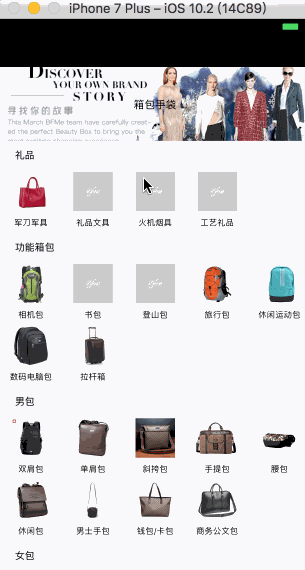 iPhone 7 Plus – iOS 10.2 (14C89)
DISCOVER
YOUR OWN BRAND
STORY
寻找你的故事
This March BFMe team have carefully creat-
ed the perfect Beauty Box to bring you the
箱包手袋
礼品
军刀军具 礼品文具 火机烟具 工艺礼品
功能箱包
相机包 书包 登山包 旅行包 休闲运动包
数码电脑包 拉杆箱
男包
双肩包 单肩包 斜挎包 手提包 腰包
休闲包 男士手包 钱包/卡包 商务公文包
女包